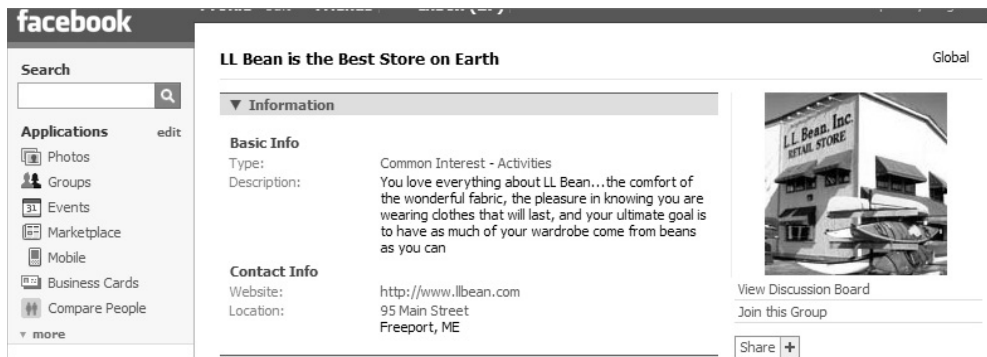 facebook
Search
Applications edit
Photos
Groups
31 Events
Marketplace
Mobile
Business Cards
Compare People
more
LL Bean is the Best Store on Earth
Global
Information
Basic Info
Type: Common Interest - Activities
Description: You love everything about LL Bean...the comfort of
the wonderful fabric, the pleasure in knowing you are
wearing clothes that will last, and your ultimate goal is
to have as much of your wardrobe come from beans
as you can
Contact Info
Website: http://www.llbean.com
Location: 95 Main Street
Freeport, ME
L.L. Bean, Inc.
RETAIL STORE
View Discussion Board
Join this Group
Share +